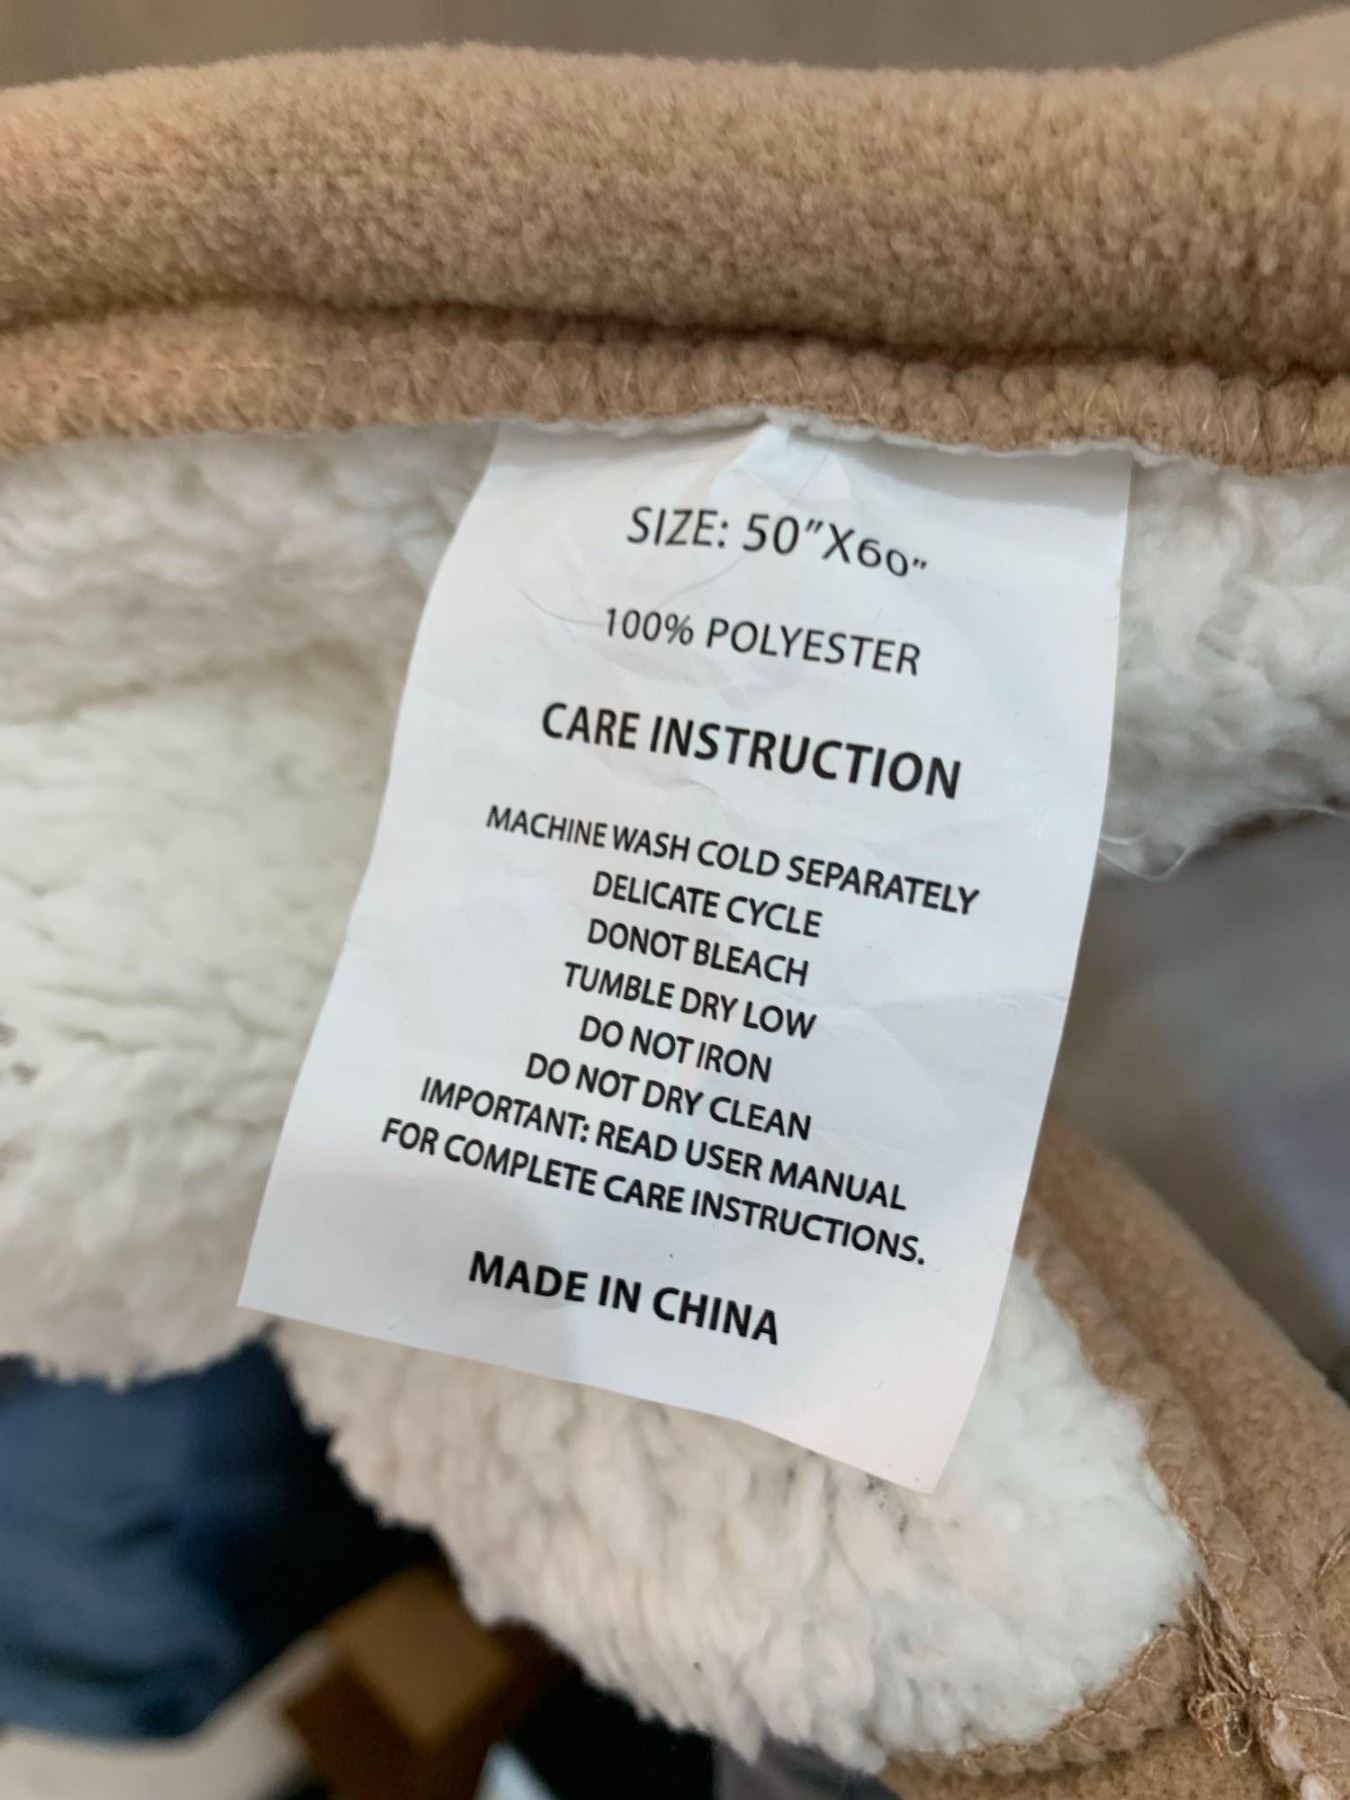 SIZE: 50"X60"
100% POLYESTER
CARE INSTRUCTION
MACHINE WASH COLD SEPARATELY
DELICATE CYCLE
DONOT BLEACH
TUMBLE DRY LOW
DO NOT IRON
DO NOT DRY CLEAN
IMPORTANT: READ USER MANUAL
FOR COMPLETE CARE INSTRUCTIONS.
MADE IN CHINA